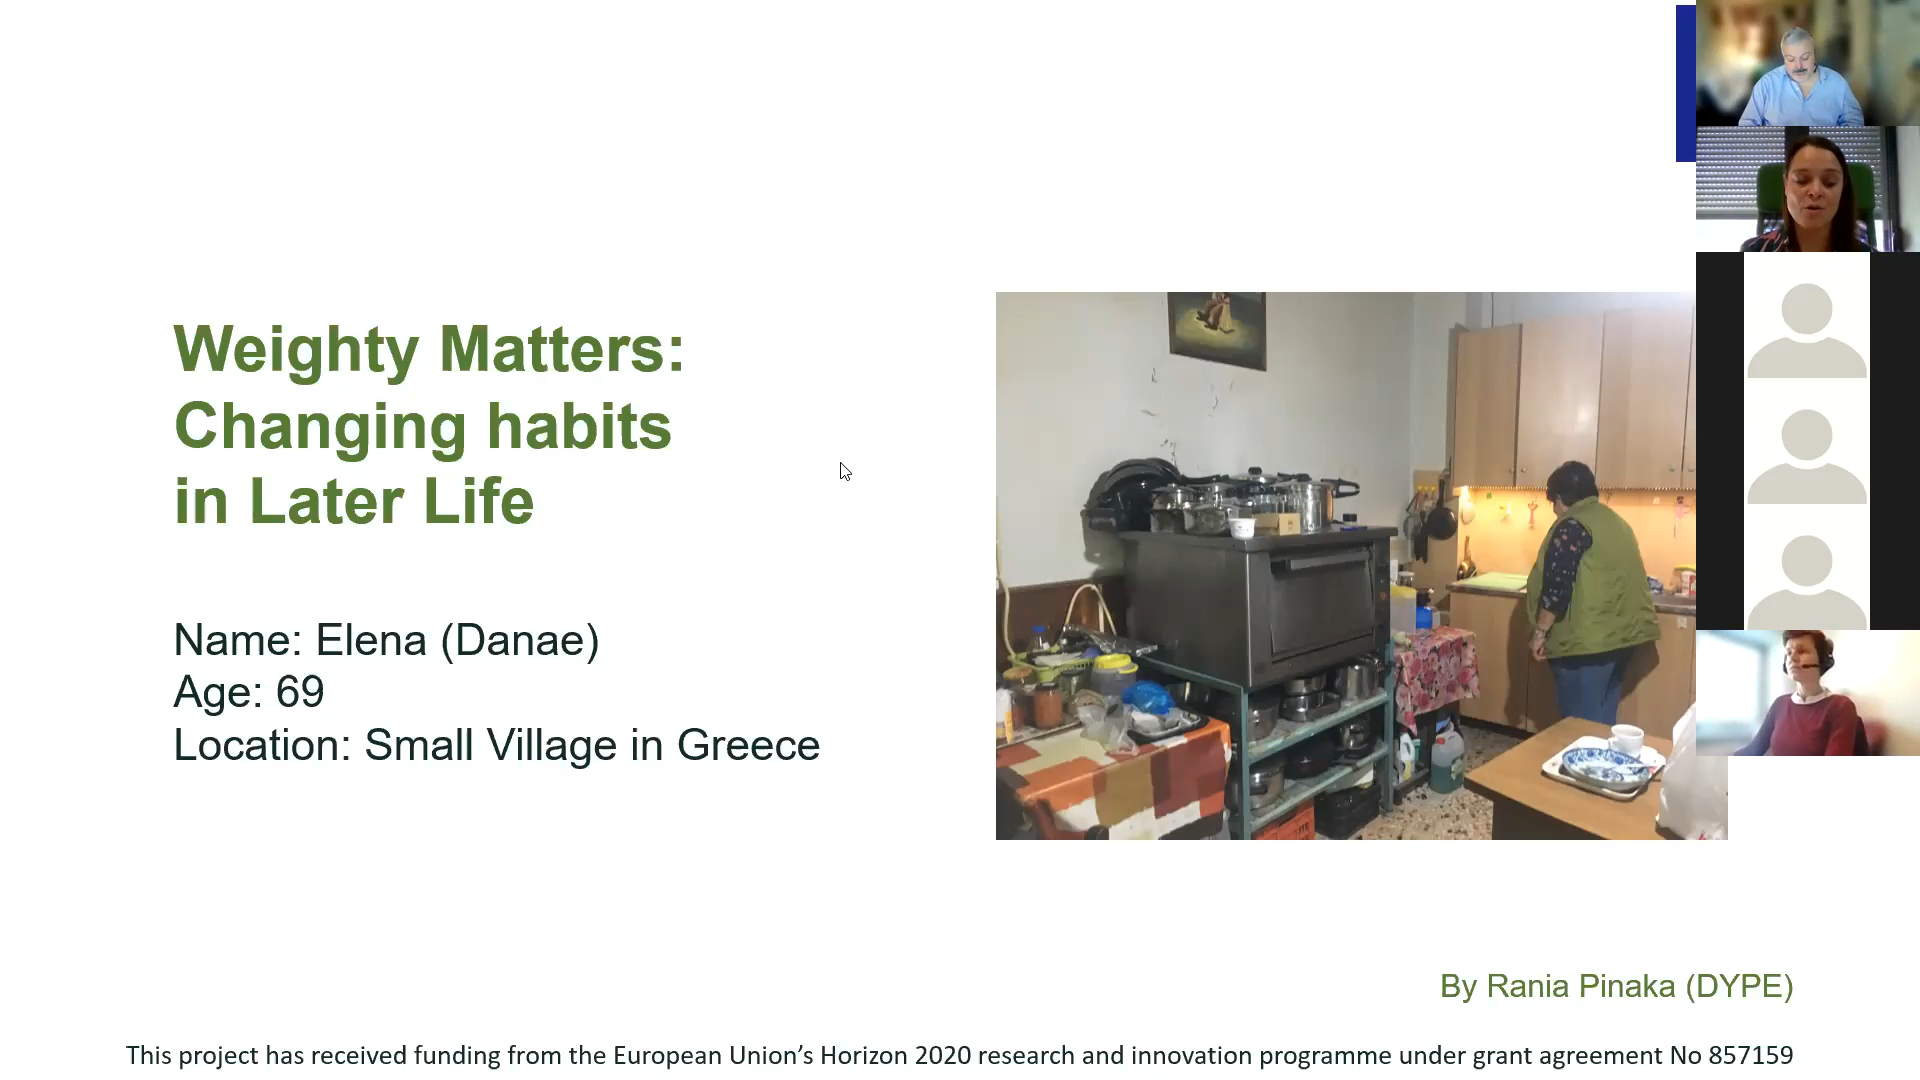 Weighty Matters:
Changing habits
in Later Life
Name: Elena (Danae)
Age: 69
Location: Small Village in Greece
By Rania Pinaka (DYPE)
This project has received funding from the European Union’s Horizon 2020 research and innovation programme under grant agreement No 857159